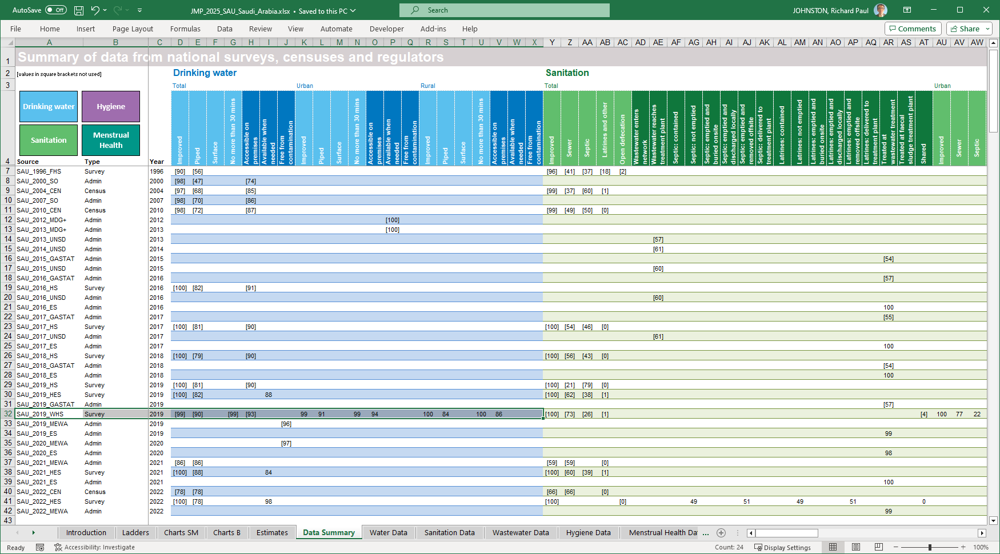 AutoSave Off JMP_2025_SAU_Saudi_Arabia.xlsx • Saved to this PC Search JOHNSTON, Richard Paul
File Home Insert Page Layout Formulas Data Review View Automate Developer Add-ins Help Comments Share
A B C D E F G H I J K L M N O P Q R S T U V W X Y Z AA AB AC AD AE AF AG AH AI AJ AK AL AM AN AO AP AQ AR AS AT AU AV AW
1 Summary of data from national surveys, censuses and regulators
2 [values in square brackets not used] Drinking water Sanitation
3 Total Urban Rural Total Urban
Drinking water Hygiene
Sanitation Menstrual Health
4 Source Type Year Improved Piped Surface No more than 30 mins Accessible on premises Available when needed Free from contamination Improved Piped Surface No more than 30 mins Accessible on premises Available when needed Free from contamination Improved Piped Surface No more than 30 mins Accessible on premises Available when needed Free from contamination Improved Sewer Septic Latrines and other Open defecation Wastewater enters network Wastewater reaches treatment plant Septic: contained Septic: not emptied Septic: emptied and buried onsite Septic: emptied and discharged locally Septic: emptied and removed offsite Septic: delivered to treatment plant Latrines: contained Latrines: not emptied Latrines: emptied and buried onsite Latrines: emptied and discharged locally Latrines: emptied and removed offsite Latrines: delivered to treatment plant Treated at wastewater treatment plant Treated at faecal sludge treatment plant Shared Improved Sewer Septic
7 SAU_1996_FHS Survey 1996 [90] [56] [96] [41] [37] [18] [2]
8 SAU_2000_SO Admin 2000 [98] [47] [74]
9 SAU_2004_CEN Census 2004 [97] [68] [85] [99] [37] [60] [1]
10 SAU_2007_SO Admin 2007 [98] [70] [86]
11 SAU_2010_CEN Census 2010 [98] [72] [87] [99] [49] [50] [0]
12 SAU_2012_MDG+ Admin 2012 [100]
13 SAU_2013_MDG+ Admin 2013 [100]
14 SAU_2013_UNSD Admin 2013 [57]
15 SAU_2014_UNSD Admin 2014 [61]
16 SAU_2015_GASTAT Admin 2015 [54]
17 SAU_2015_UNSD Admin 2015 [60]
18 SAU_2016_GASTAT Admin 2016 [57]
19 SAU_2016_HS Survey 2016 [100] [82] [91]
20 SAU_2016_UNSD Admin 2016 [60]
21 SAU_2016_ES Admin 2016 100
22 SAU_2017_GASTAT Admin 2017 [55]
23 SAU_2017_HS Survey 2017 [100] [81] [90] [100] [54] [46] [0]
24 SAU_2017_UNSD Admin 2017 [61]
25 SAU_2017_ES Admin 2017 100
26 SAU_2018_HS Survey 2018 [100] [79] [90] [100] [56] [43] [0]
27 SAU_2018_GASTAT Admin 2018 [54]
28 SAU_2018_ES Admin 2018 100
29 SAU_2019_HS Survey 2019 [100] [81] [90] [100] [21] [79] [0]
30 SAU_2019_HES Survey 2019 [100] [82] 88 [100] [62] [38] [1]
31 SAU_2019_GASTAT Admin 2019 [57]
32 SAU_2019_WHS Survey 2019 [99] [90] [99] [93] 99 91 99 94 100 84 100 86 [100] [73] [26] [1] [4] 100 77 22
33 SAU_2019_MEWA Admin 2019 [96]
34 SAU_2019_ES Admin 2019 99
35 SAU_2020_MEWA Admin 2020 [97]
36 SAU_2020_ES Admin 2020 98
37 SAU_2021_MEWA Admin 2021 [86] [86] [59] [59] [0]
38 SAU_2021_HES Survey 2021 [100] [88] 84 [100] [60] [39] [1]
39 SAU_2021_ES Admin 2021 100
40 SAU_2022_CEN Census 2022 [78] [78] [66] [66] [0]
41 SAU_2022_HES Survey 2022 [100] [78] 98 [100] [0] 49 51 49 51 0
42 SAU_2022_MEWA Admin 2022 99
43
Introduction Ladders Charts SM Charts B Estimates Data Summary Water Data Sanitation Data Wastewater Data Hygiene Data Menstrual Health Da ...
Ready Accessibility: Investigate Count: 24 Display Settings 100%